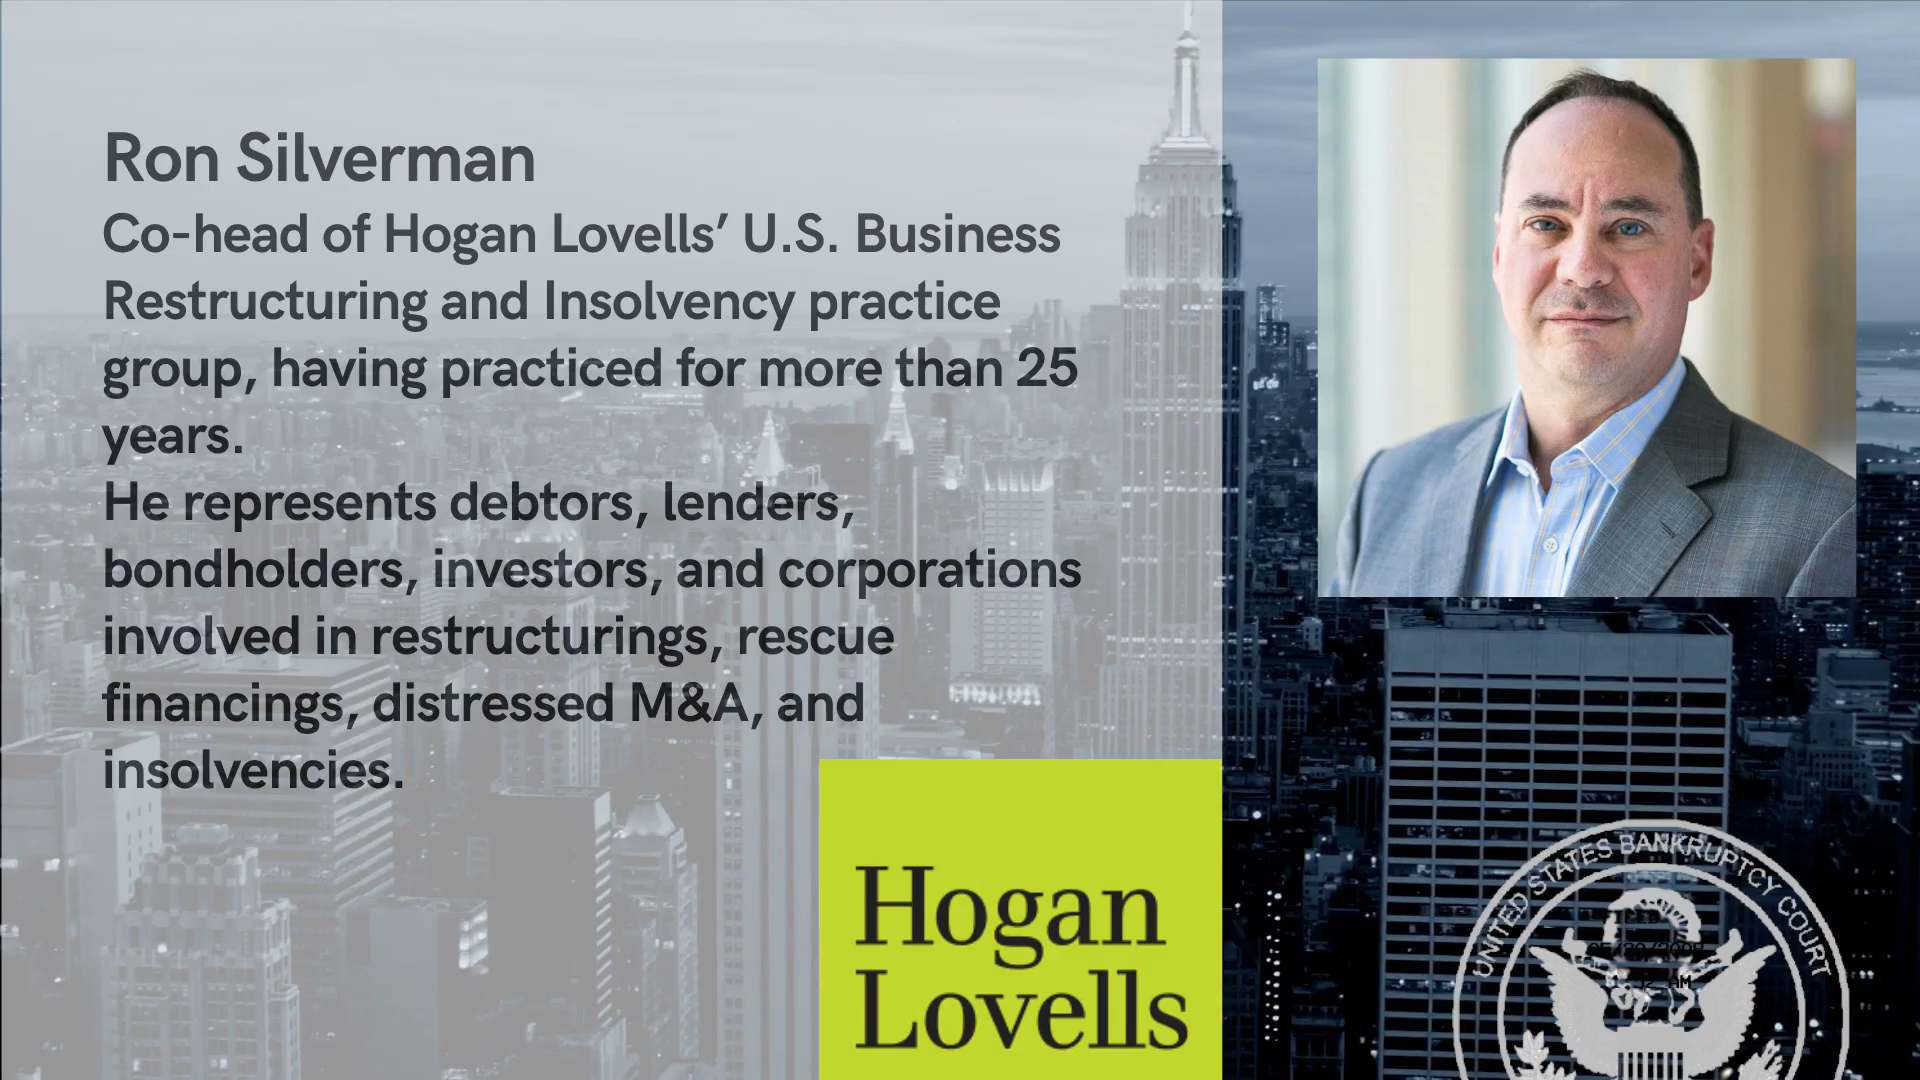 Ron Silverman
Co-head of Hogan Lovells’ U.S. Business
Restructuring and Insolvency practice
group, having practiced for more than 25
years.
He represents debtors, lenders,
bondholders, investors, and corporations
involved in restructurings, rescue
financings, distressed M&A, and
insolvencies.
Hogan
Lovells
UNITED STATES BANKRUPTCY COURT
AM